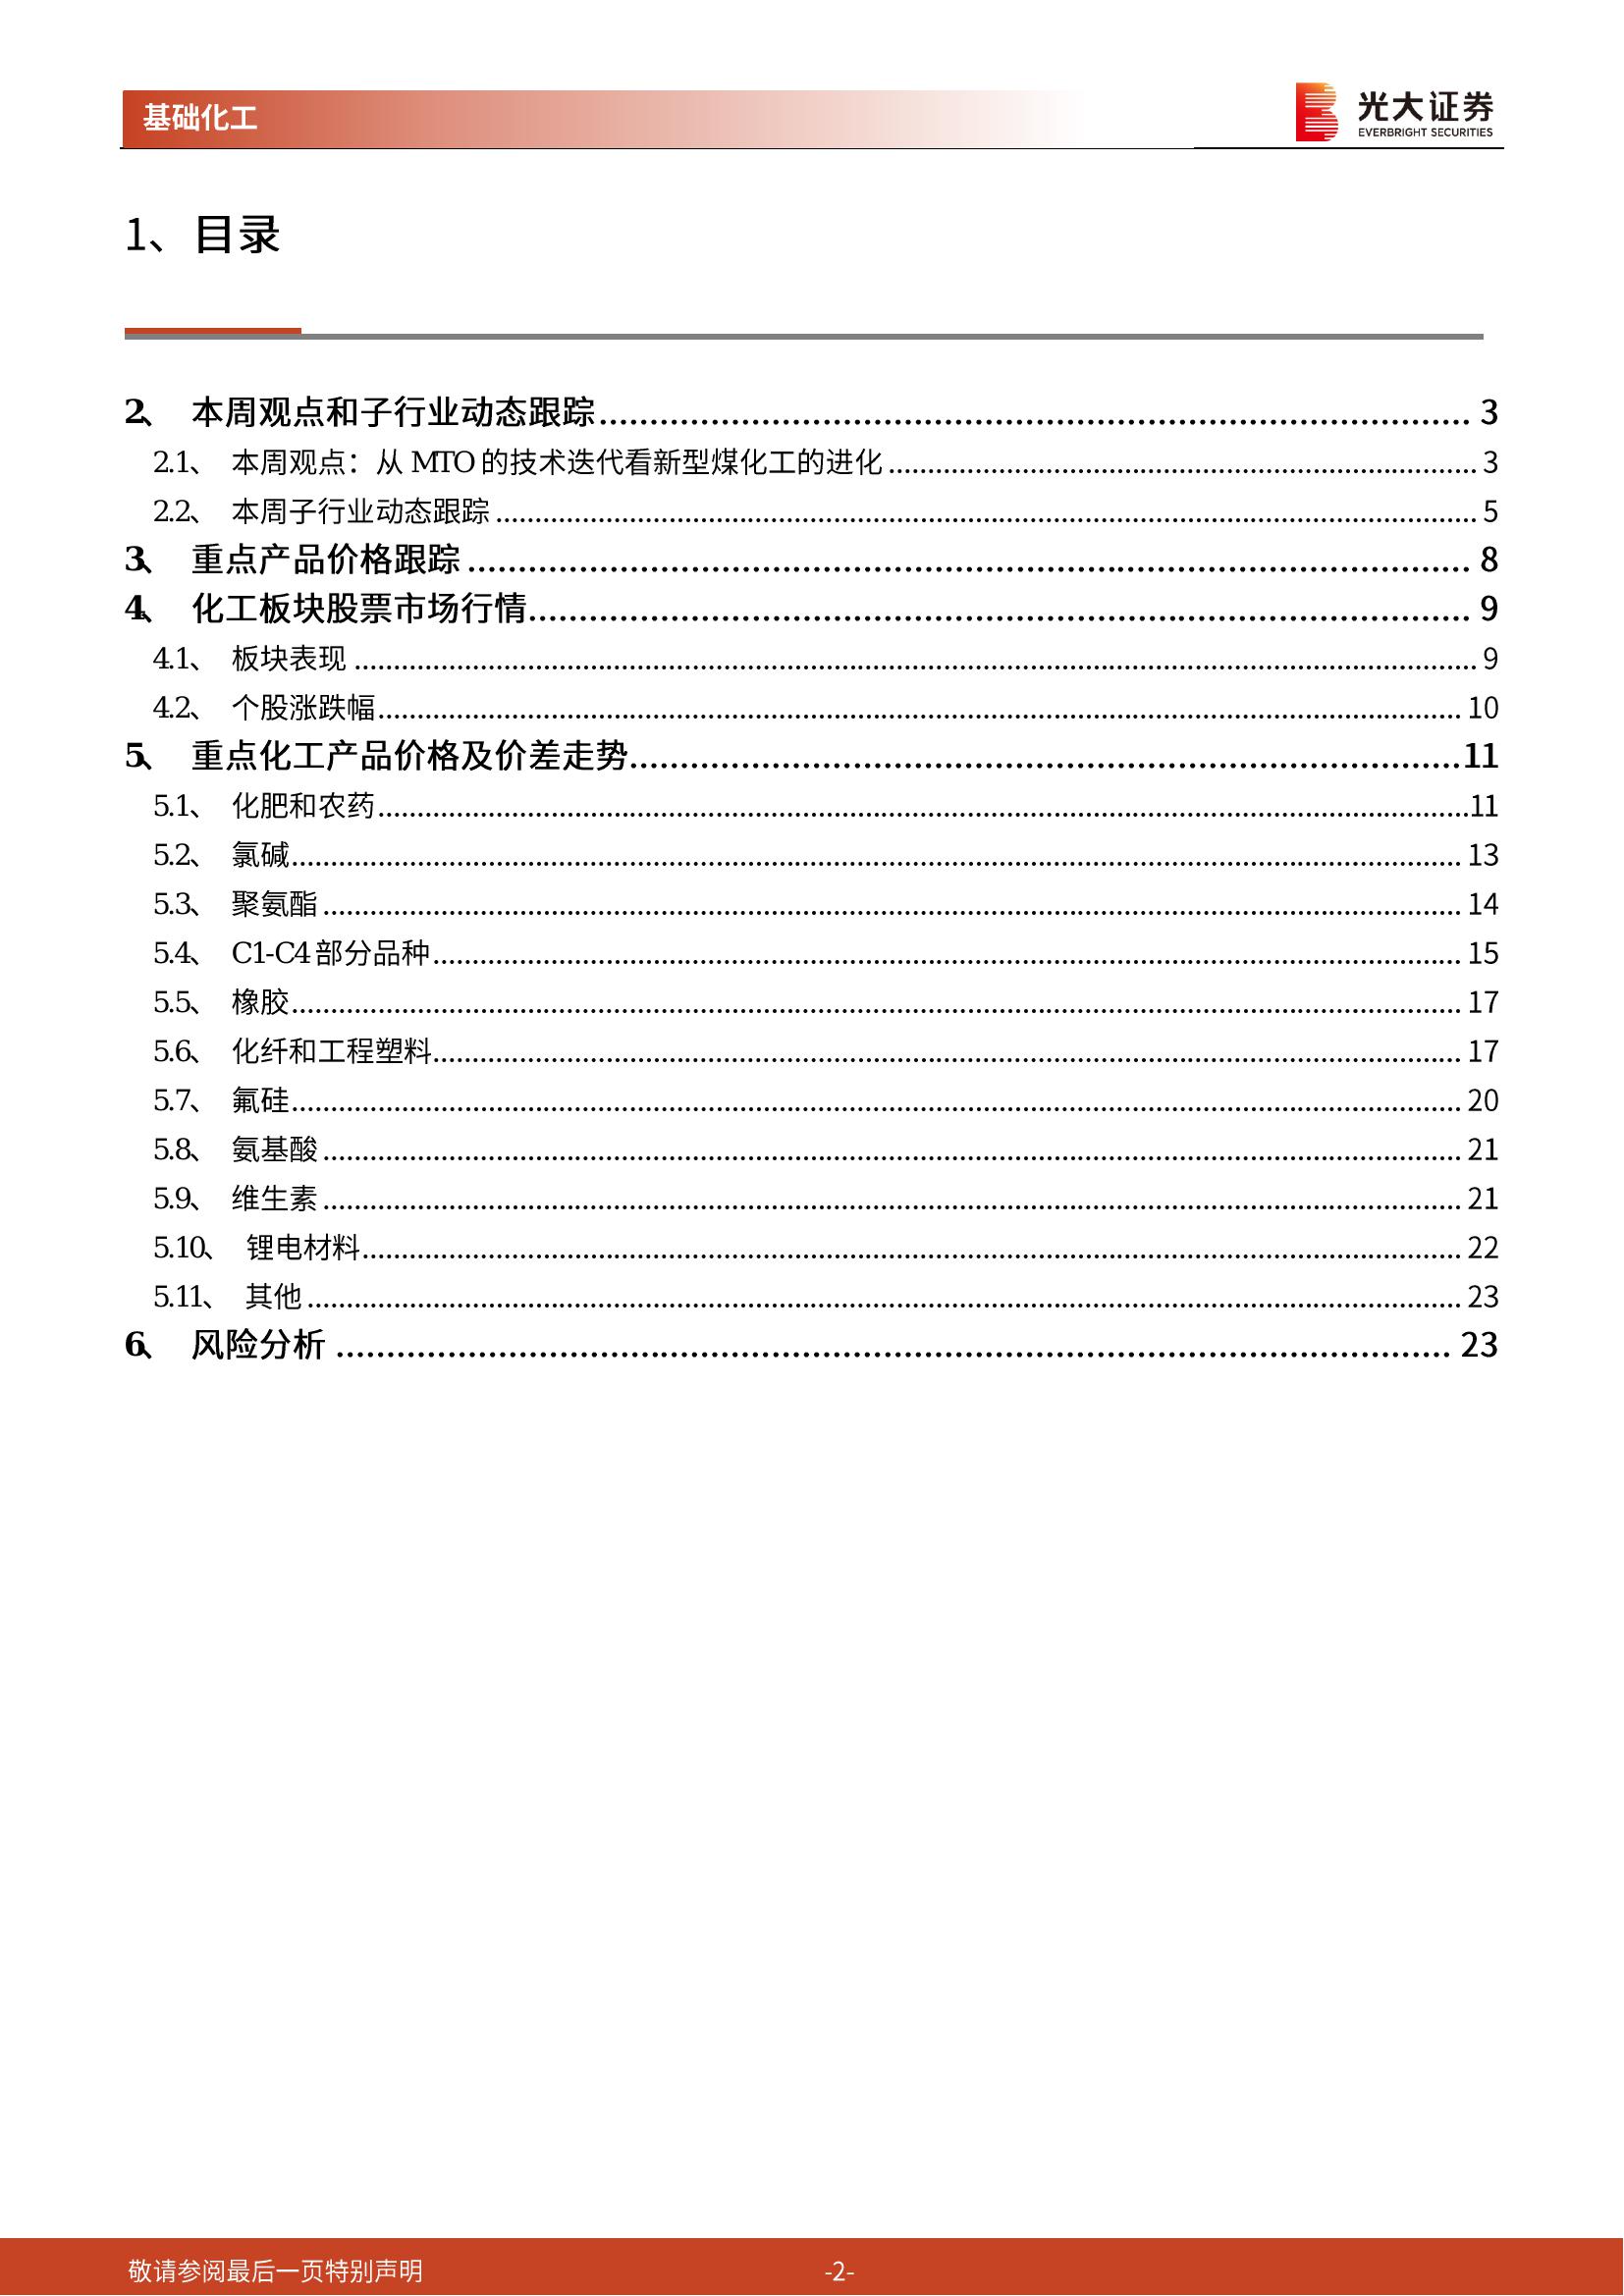 基础化工
光大证券
EVERBRIGHT SECURITIES
1、目录
2、 本周观点和子行业动态跟踪 3
2.1、 本周观点：从 MTO 的技术迭代看新型煤化工的进化 3
2.2、 本周子行业动态跟踪 5
3、 重点产品价格跟踪 8
4、 化工板块股票市场行情 9
4.1、 板块表现 9
4.2、 个股涨跌幅 10
5、 重点化工产品价格及价差走势 11
5.1、 化肥和农药 11
5.2、 氯碱 13
5.3、 聚氨酯 14
5.4、 C1-C4 部分品种 15
5.5、 橡胶 17
5.6、 化纤和工程塑料 17
5.7、 氟硅 20
5.8、 氨基酸 21
5.9、 维生素 21
5.10、 锂电材料 22
5.11、 其他 23
6、 风险分析 23
敬请参阅最后一页特别声明 -2-